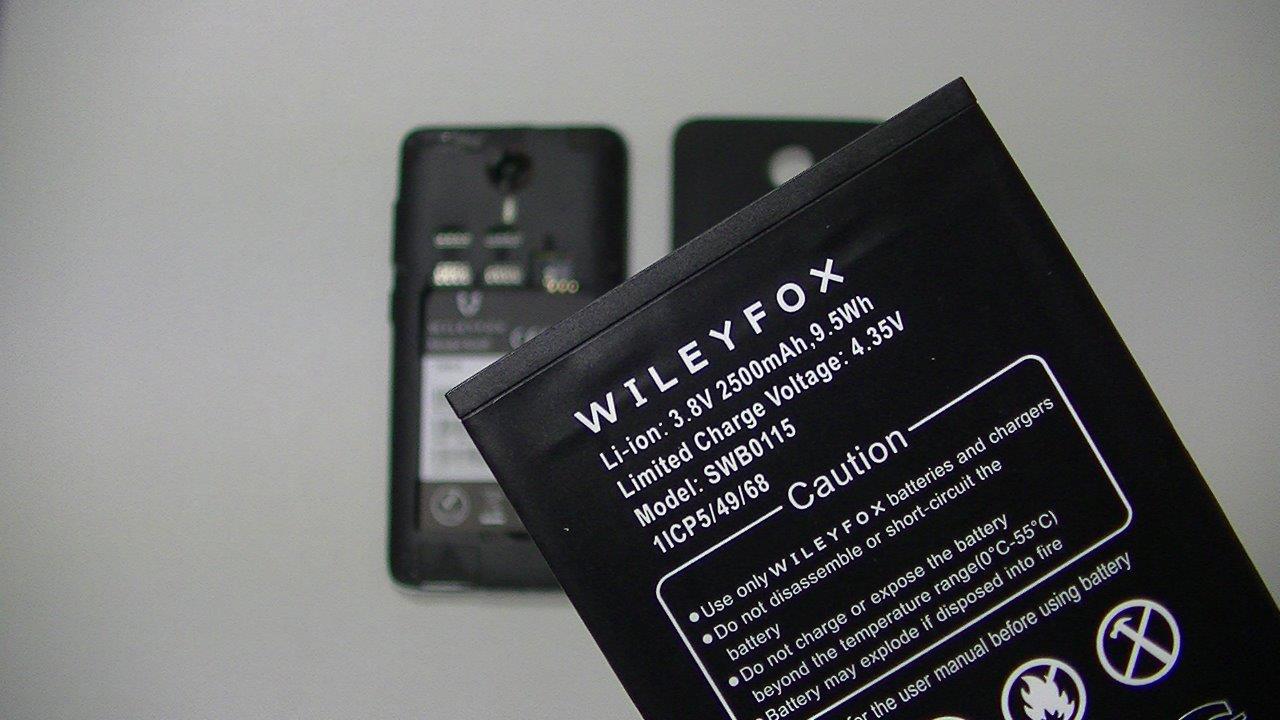 WILEYFOX
Li-ion: 3.8V 2500mAh,9.5Wh
Limited Charge Voltage: 4.35V
Model: SWB0115
1ICP5/49/68
Caution
●Use only WILEYFOX batteries and chargers
●Do not disassemble or short-circuit the
battery
●Do not charge or expose the battery
beyond the temperature range(0°C-55°C)
●Battery may explode if disposed into fire
for the user manual before using battery
WILEYFOX